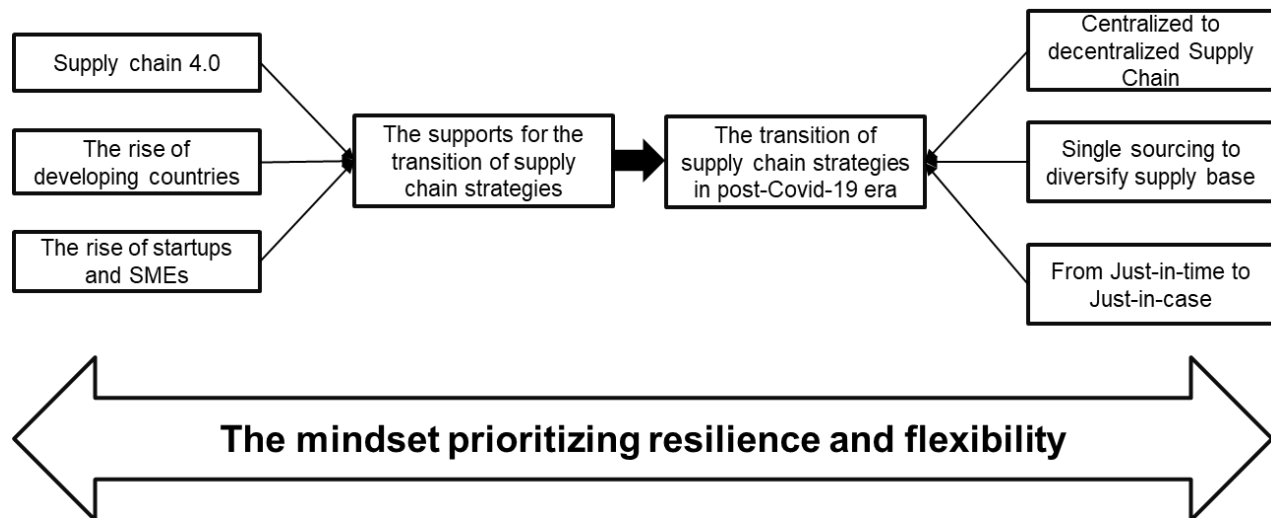 Supply chain 4.0
The rise of
developing countries
The rise of startups
and SMEs
The supports for the
transition of supply
chain strategies
The transition of
supply chain strategies
in post-Covid-19 era
Centralized to
decentralized Supply
Chain
Single sourcing to
diversify supply base
From Just-in-time to
Just-in-case
The mindset prioritizing resilience and flexibility